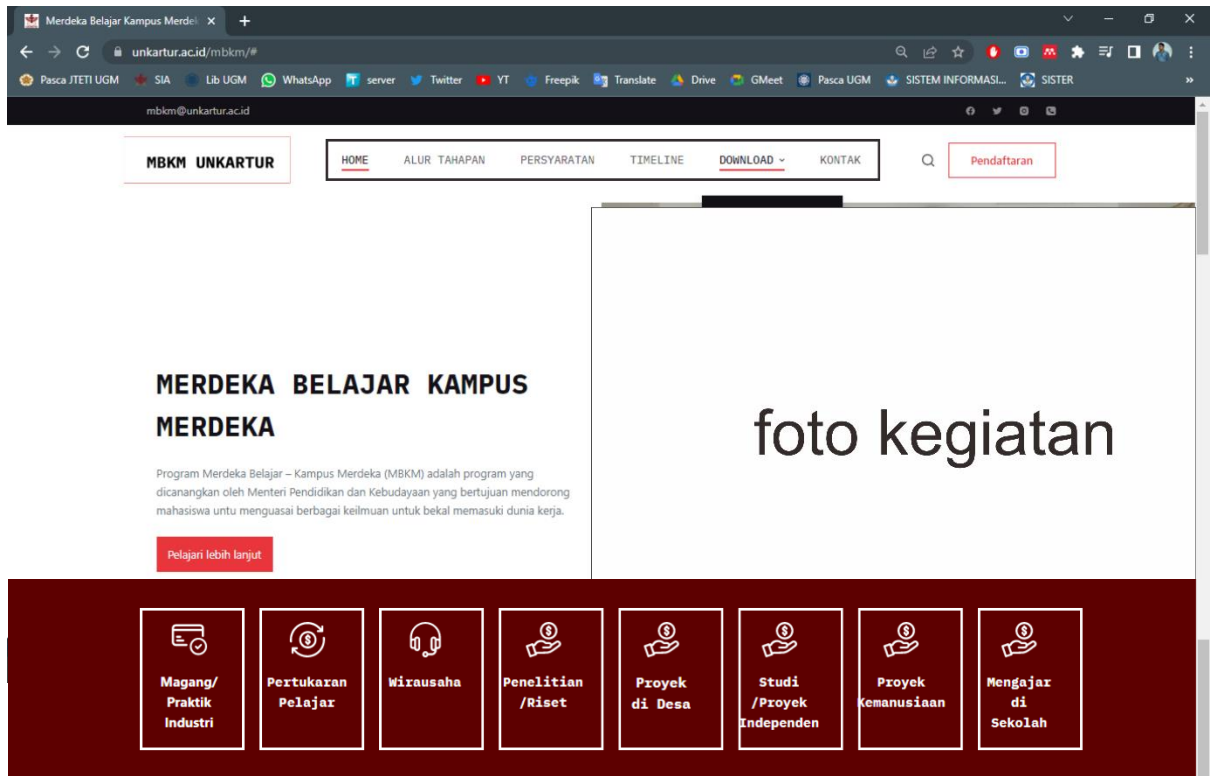 Merdeka Belajar Kampus Merdek
unkartur.ac.id/mbkm/#
Pasca JTETI UGM SIA Lib UGM WhatsApp server Twitter YT Freepik Translate Drive GMeet Pasca UGM SISTEM INFORMASI... SISTER »
mbkm@unkartur.ac.id
MBKM UNKARTUR HOME ALUR TAHAPAN PERSYARATAN TIMELINE DOWNLOAD KONTAK Pendaftaran
MERDEKA BELAJAR KAMPUS
MERDEKA
Program Merdeka Belajar – Kampus Merdeka (MBKM) adalah program yang
dicanangkan oleh Menteri Pendidikan dan Kebudayaan yang bertujuan mendorong
mahasiswa untu menguasai berbagai keilmuan untuk bekal memasuki dunia kerja.
Pelajari lebih lanjut
foto kegiatan
Magang/
Praktik
Industri
Pertukaran
Pelajar
Wirausaha
Penelitian
/Riset
Proyek
di Desa
Studi
/Proyek
Independen
Proyek
Kemanusiaan
Mengajar
di
Sekolah